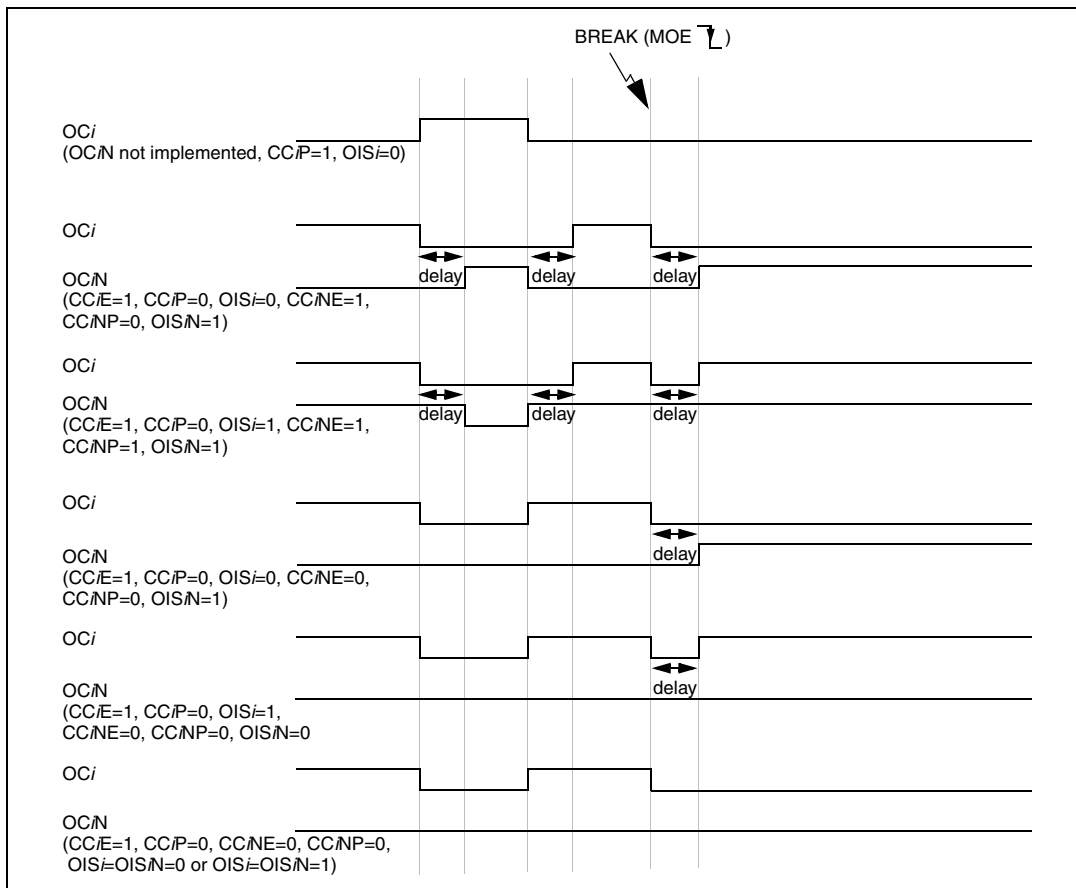 BREAK (MOE )
OCi
(OCiN not implemented, CCiP=1, OISi=0)
OCi
delay delay delay
OCiN
(CCiE=1, CCiP=0, OISi=0, CCiNE=1,
CCiNP=0, OISiN=1)
OCi
OCiN
delay delay delay
(CCiE=1, CCiP=0, OISi=1, CCiNE=1,
CCiNP=1, OISiN=1)
OCi
OCiN
delay
(CCiE=1, CCiP=0, OISi=0, CCiNE=0,
CCiNP=0, OISiN=1)
OCi
OCiN
delay
(CCiE=1, CCiP=0, OISi=1,
CCiNE=0, CCiNP=0, OISiN=0
OCi
OCiN
(CCiE=1, CCiP=0, CCiNE=0, CCiNP=0,
OISi=OISiN=0 or OISi=OISiN=1)